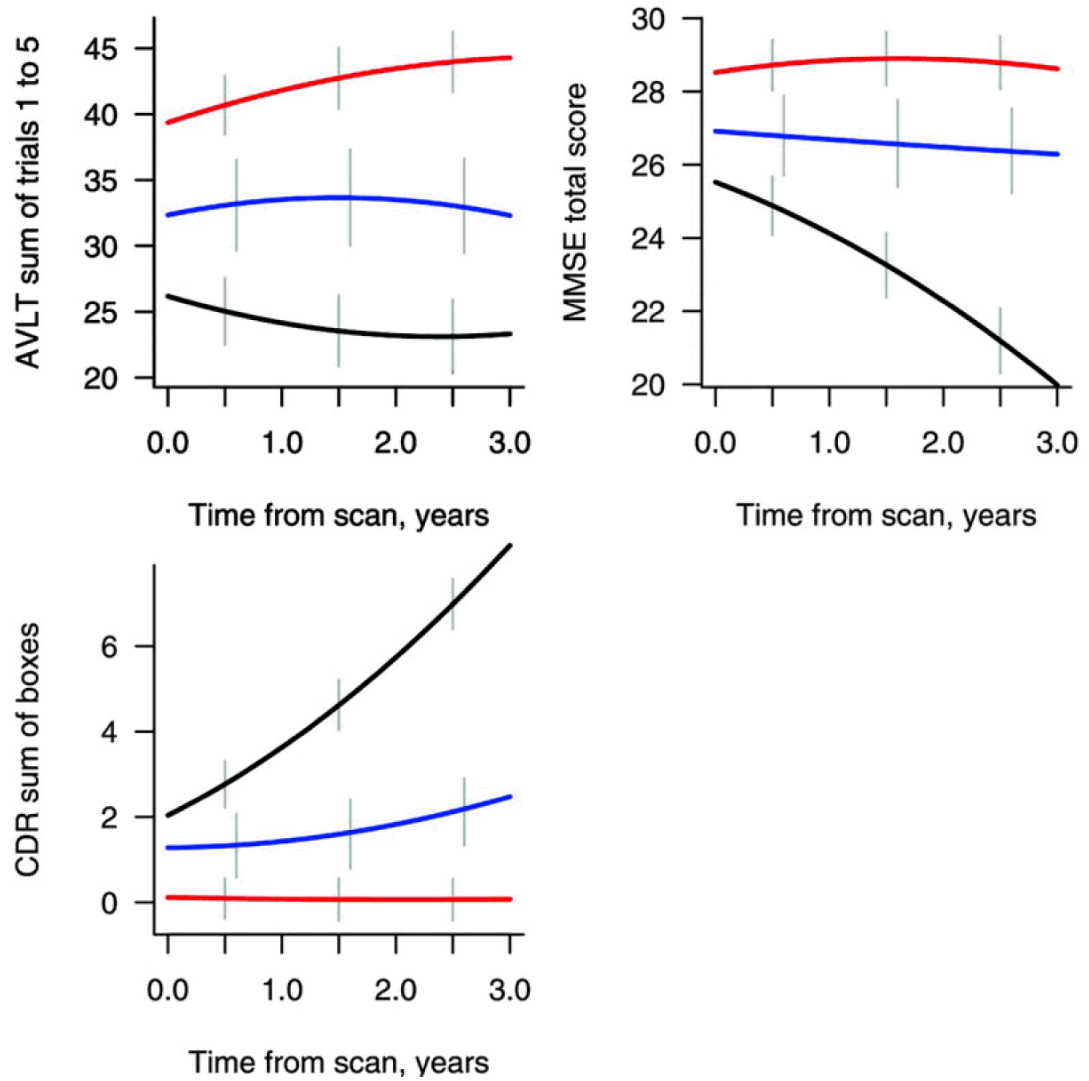 AVLT sum of trials 1 to 5
45
40
35
30
25
20
0.0 1.0 2.0 3.0
Time from scan, years
MMSE total score
30
28
26
24
22
20
0.0 1.0 2.0 3.0
Time from scan, years
CDR sum of boxes
6
4
2
0
0.0 1.0 2.0 3.0
Time from scan, years